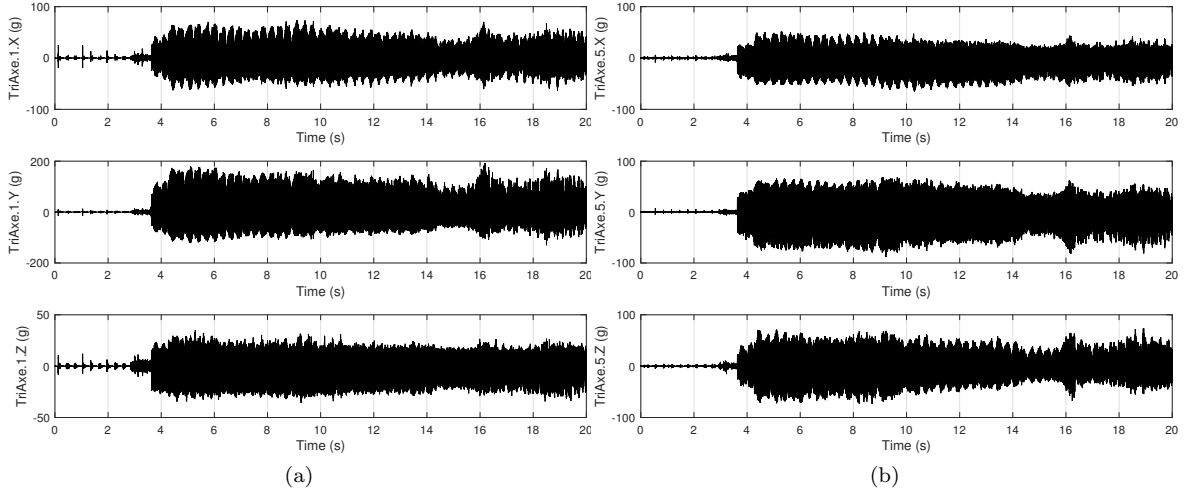 100
0
-100
TriAxe.1.X (g)
0 2 4 6 8 10 12 14 16 18 20
Time (s)
200
0
-200
TriAxe.1.Y (g)
0 2 4 6 8 10 12 14 16 18 20
Time (s)
50
0
-50
TriAxe.1.Z (g)
0 2 4 6 8 10 12 14 16 18 20
Time (s)
(a)
100
0
-100
TriAxe.5.X (g)
0 2 4 6 8 10 12 14 16 18 20
Time (s)
100
0
-100
TriAxe.5.Y (g)
0 2 4 6 8 10 12 14 16 18 20
Time (s)
100
0
-100
TriAxe.5.Z (g)
0 2 4 6 8 10 12 14 16 18 20
Time (s)
(b)